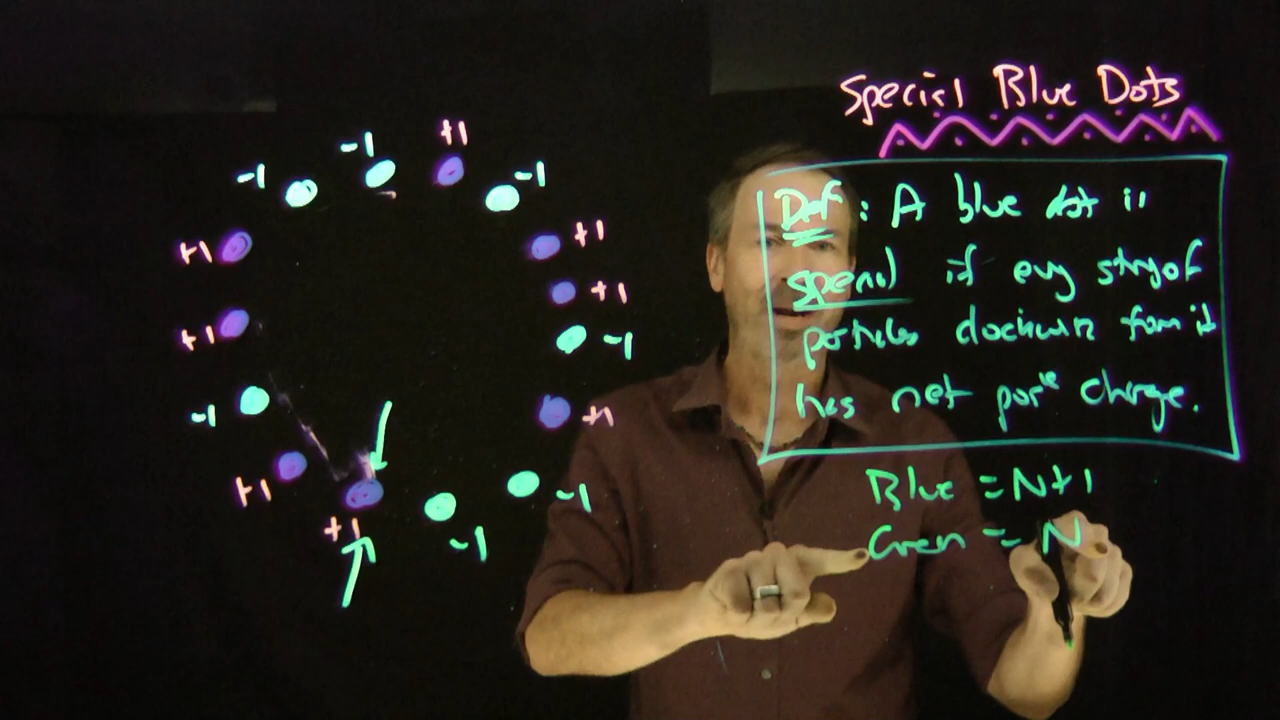 Special Blue Dots
Def: A blue dot is
special if every string of
particles clockwise from it
has net pos've charge.
Blue = N+1
Green = N
+1
-1
-1
+1
-1
+1
+1
+1
+1
-1
-1
+1
+1
+1
-1
-1
-1